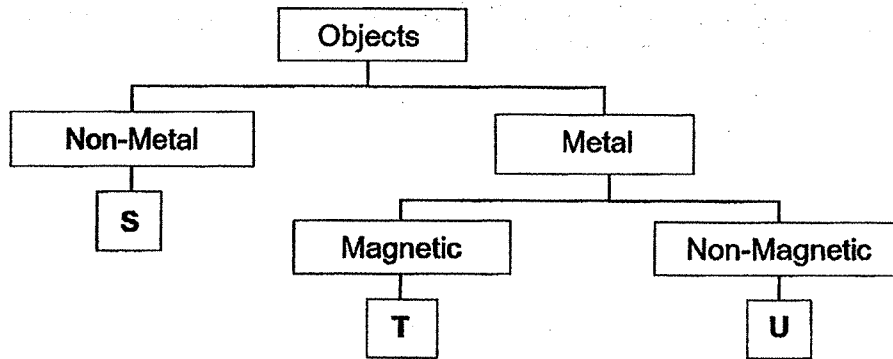 Objects
Non-Metal
Metal
S
Magnetic
Non-Magnetic
T
U